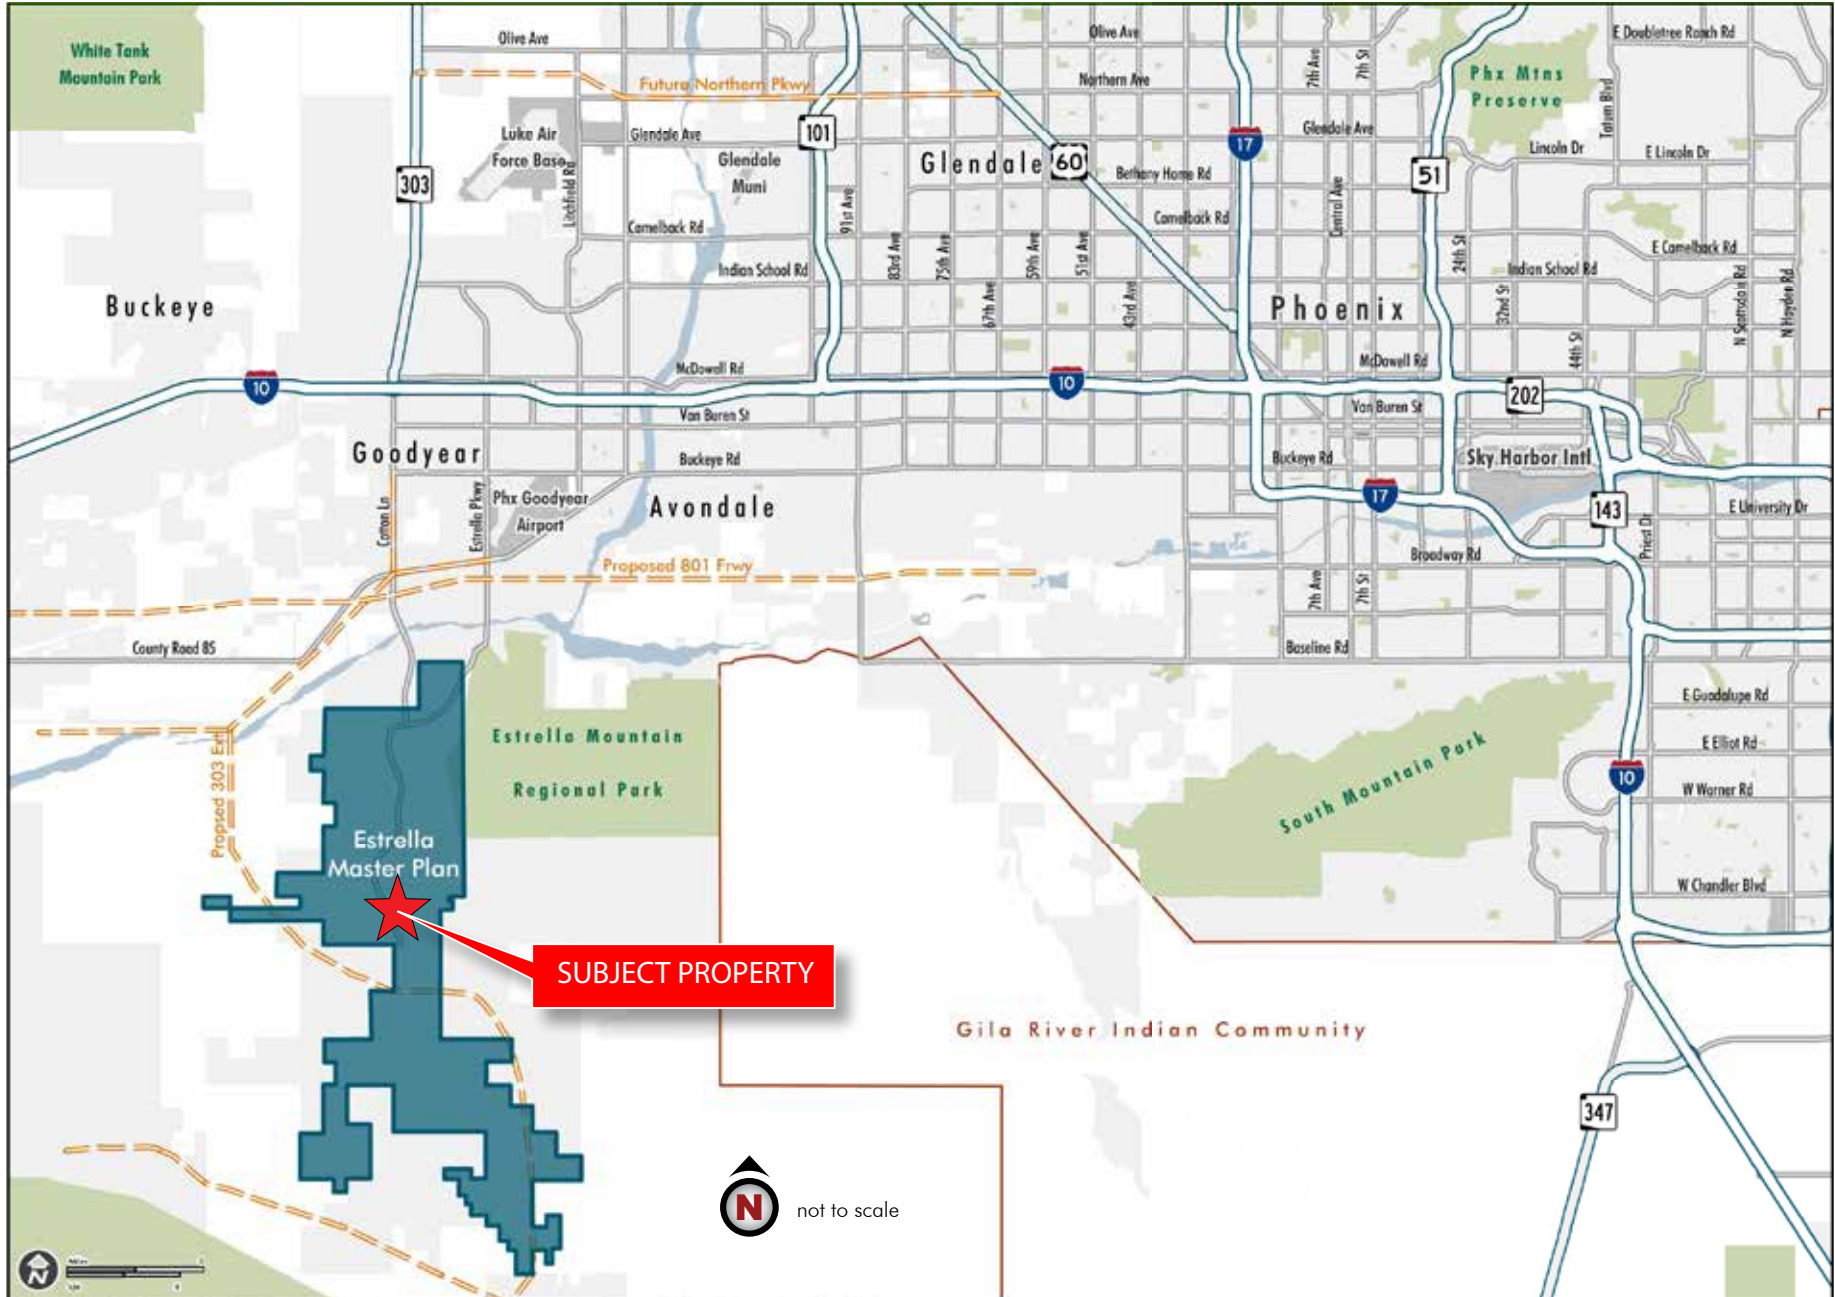 White Tank
Mountain Park
Olive Ave
Olive Ave
E Doubletree Ranch Rd
Future Northern Pkwy
Northern Ave
7th Ave
7th St
Phx Mtns
Preserve
Tatum Blvd
Luke Air
Force Base
Litchfield Rd
Glendale Ave
101
Glendale
Muni
Glendale
60
Bethany Home Rd
17
Glendale Ave
51
Lincoln Dr
E Lincoln Dr
303
91st Ave
Camelback Rd
Camelback Rd
Central Ave
E Camelback Rd
Indian School Rd
83rd Ave
75th Ave
59th Ave
51st Ave
24th St
Indian School Rd
N Scottsdale Rd
N Hayden Rd
Buckeye
67th Ave
43rd Ave
Phoenix
32nd St
44th St
McDowell Rd
McDowell Rd
10
10
202
Van Buren St
Van Buren St
Goodyear
Buckeye Rd
Buckeye Rd
Sky Harbor Intl
Cotton Ln
Estrella Pkwy
Phx Goodyear
Airport
Avondale
17
143
E University Dr
Priest Dr
Broadway Rd
Proposed 801 Frwy
7th Ave
7th St
County Road 85
Baseline Rd
E Guadalupe Rd
Estrella Mountain
Regional Park
E Elliot Rd
Proposed 303 Ext
South Mountain Park
10
W Warner Rd
Estrella
Master Plan
W Chandler Blvd
SUBJECT PROPERTY
Gila River Indian Community
347
N
not to scale
N